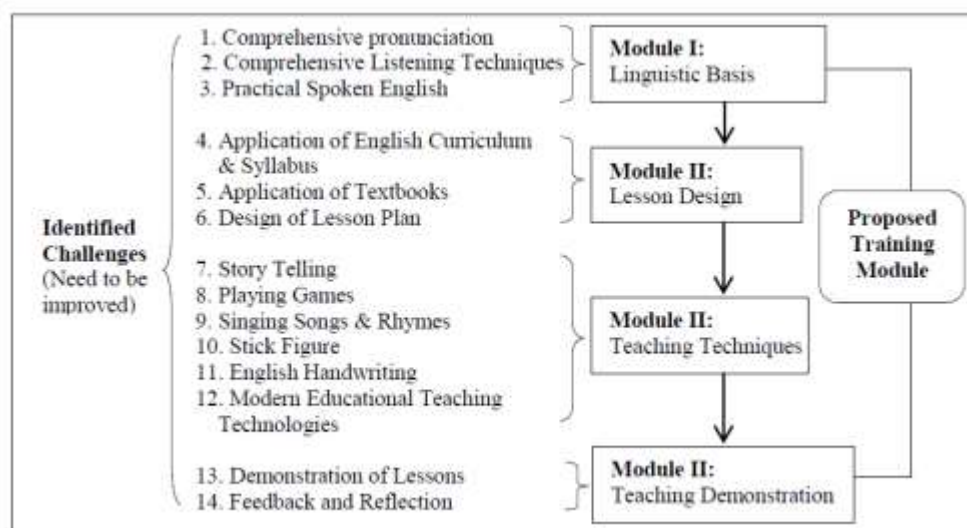 Identified
Challenges
(Need to be
improved)
1. Comprehensive pronunciation
2. Comprehensive Listening Techniques
3. Practical Spoken English
4. Application of English Curriculum
& Syllabus
5. Application of Textbooks
6. Design of Lesson Plan
7. Story Telling
8. Playing Games
9. Singing Songs & Rhymes
10. Stick Figure
11. English Handwriting
12. Modern Educational Teaching
Technologies
13. Demonstration of Lessons
14. Feedback and Reflection
Module I:
Linguistic Basis
Module II:
Lesson Design
Module II:
Teaching Techniques
Module II:
Teaching Demonstration
Proposed
Training
Module